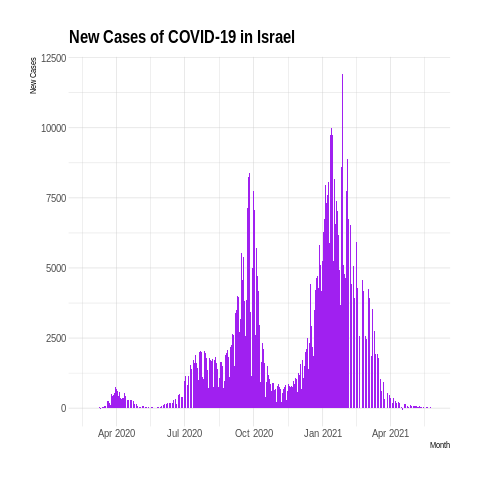 New Cases of COVID-19 in Israel
New Cases
12500
10000
7500
5000
2500
0
Apr 2020 Jul 2020 Oct 2020 Jan 2021 Apr 2021
Month